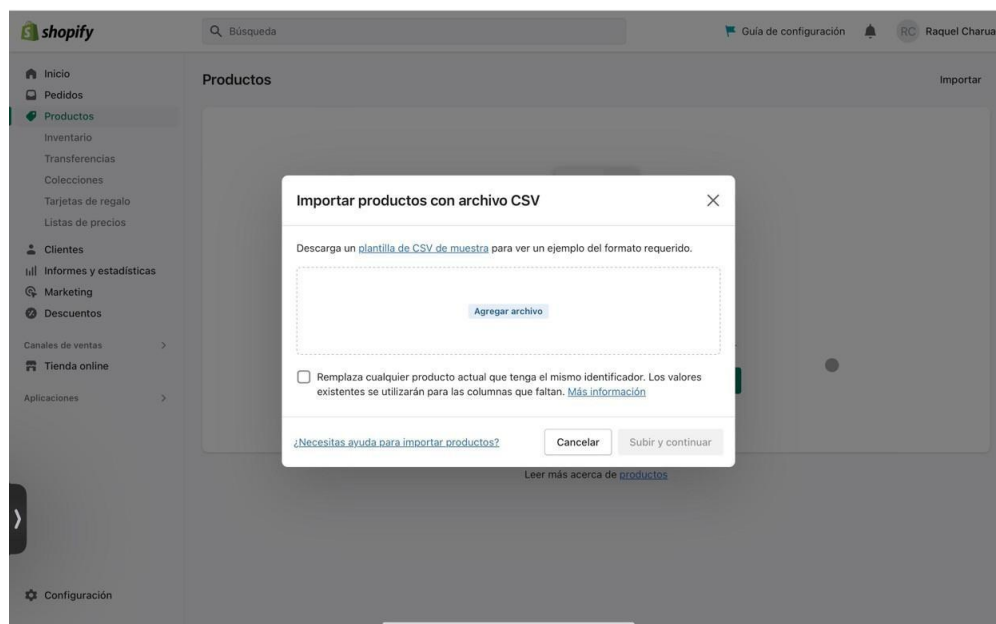 shopify
Búsqueda
Guía de configuración
RC
Raquel Charua
Inicio
Pedidos
Productos
Inventario
Transferencias
Colecciones
Tarjetas de regalo
Listas de precios
Clientes
Informes y estadísticas
Marketing
Descuentos
Canales de ventas
Tienda online
Aplicaciones
Configuración
Productos
Importar
Importar productos con archivo CSV
Descarga un plantilla de CSV de muestra para ver un ejemplo del formato requerido.
Agregar archivo
Remplaza cualquier producto actual que tenga el mismo identificador. Los valores
existentes se utilizarán para las columnas que faltan. Más información
¿Necesitas ayuda para importar productos?
Cancelar
Subir y continuar
Leer más acerca de productos